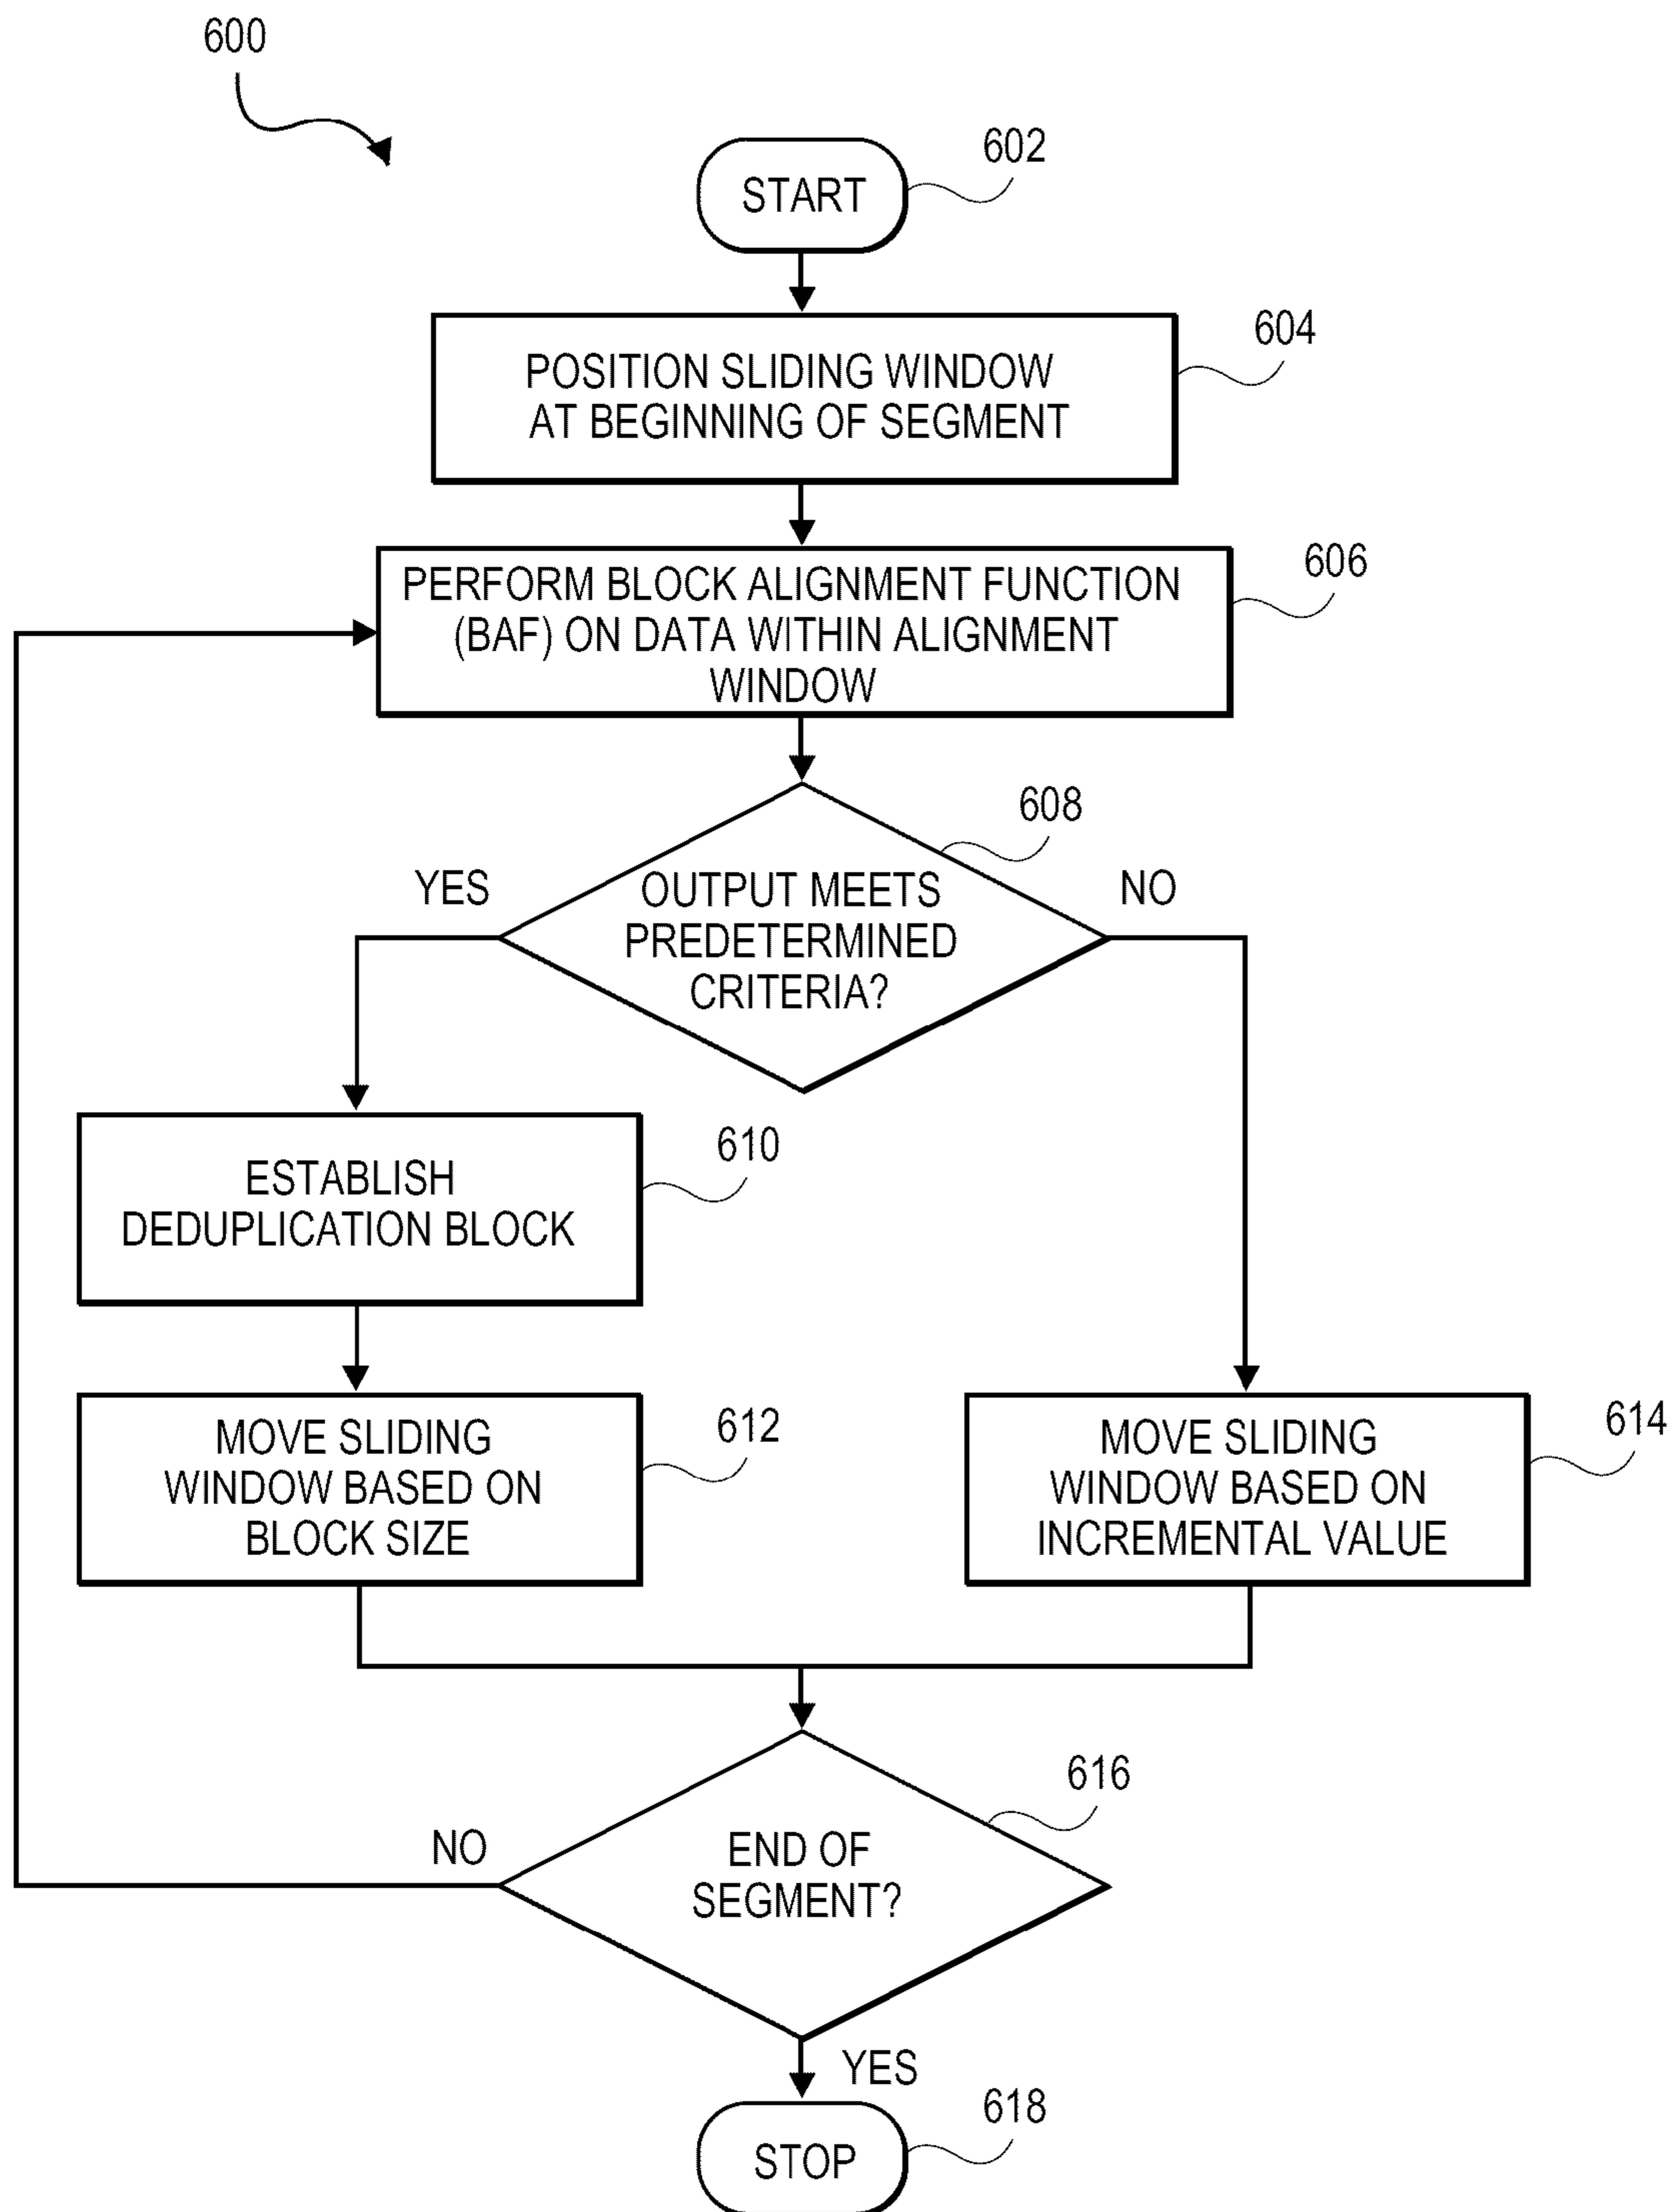 600
602
START
604
POSITION SLIDING WINDOW
AT BEGINNING OF SEGMENT
606
PERFORM BLOCK ALIGNMENT FUNCTION
(BAF) ON DATA WITHIN ALIGNMENT
WINDOW
608
YES
OUTPUT MEETS
PREDETERMINED
CRITERIA?
NO
610
ESTABLISH
DEDUPLICATION BLOCK
612
MOVE SLIDING
WINDOW BASED ON
BLOCK SIZE
614
MOVE SLIDING
WINDOW BASED ON
INCREMENTAL VALUE
616
NO
END OF
SEGMENT?
YES
618
STOP